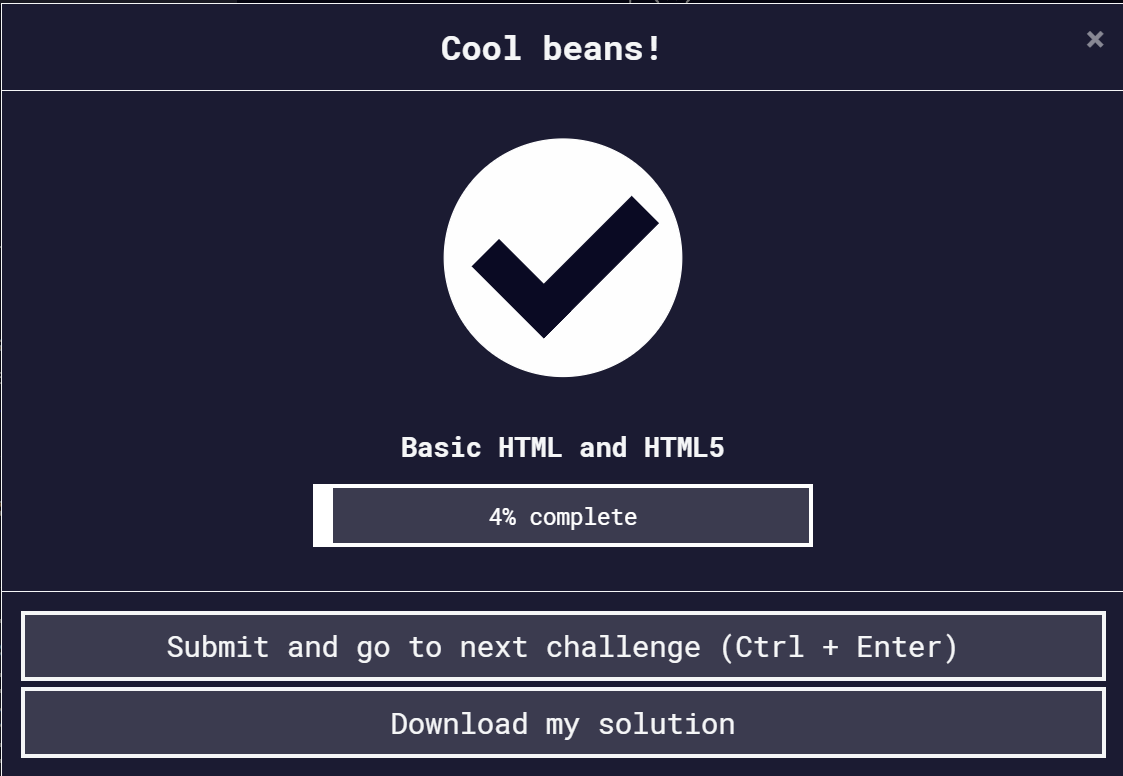 Cool beans!
×
Basic HTML and HTML5
4% complete
Submit and go to next challenge (Ctrl + Enter)
Download my solution